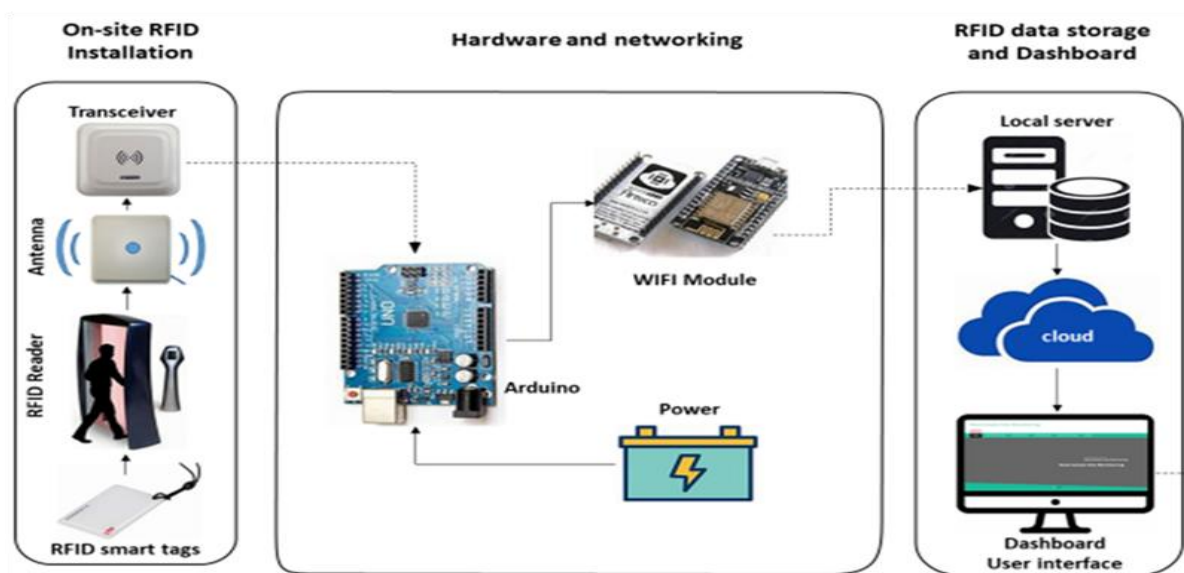 On-site RFID
Installation
Hardware and networking
RFID data storage
and Dashboard
Transceiver
Antenna
RFID Reader
RFID smart tags
UNO
Arduino
WIFI Module
Power
Local server
cloud
Dashboard
User interface